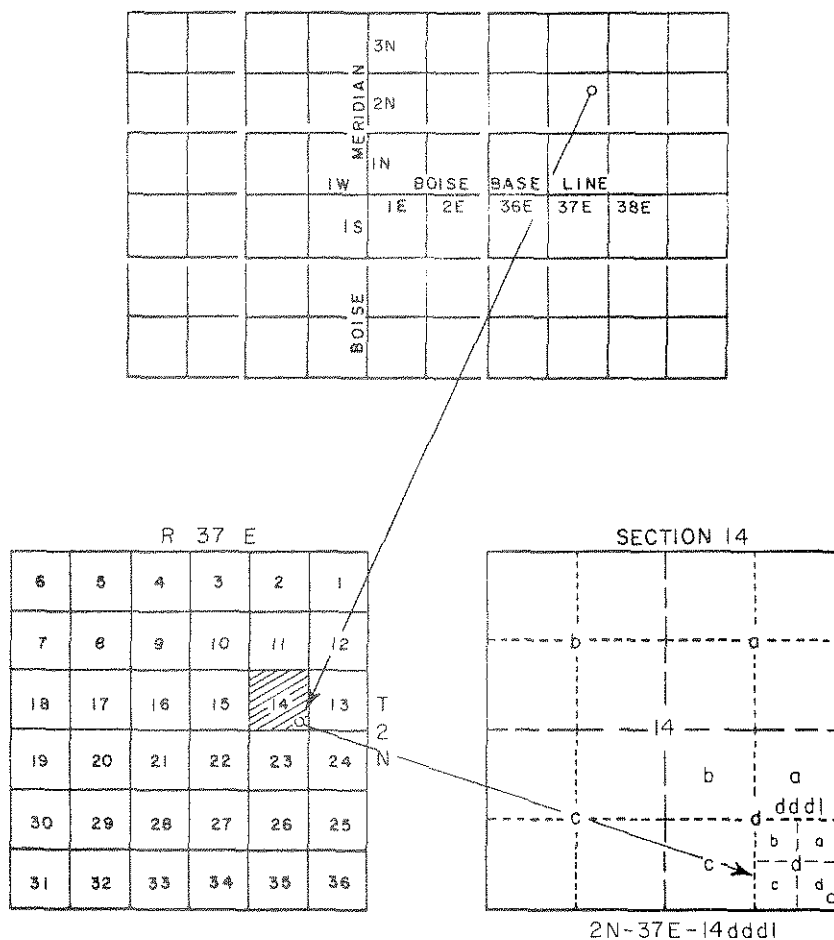 3N
MERIDIAN
2N
1N
1W BOISE BASE LINE
1E 2E 36E 37E 38E
1S
BOISE
R 37 E
6 5 4 3 2 1
7 8 9 10 11 12
18 17 16 15 14 13
T 2 N
19 20 21 22 23 24
30 29 28 27 26 25
31 32 33 34 35 36
SECTION 14
b a
14
b a
dddl
c d
b a
c d
c d
2N-37E-14dddl